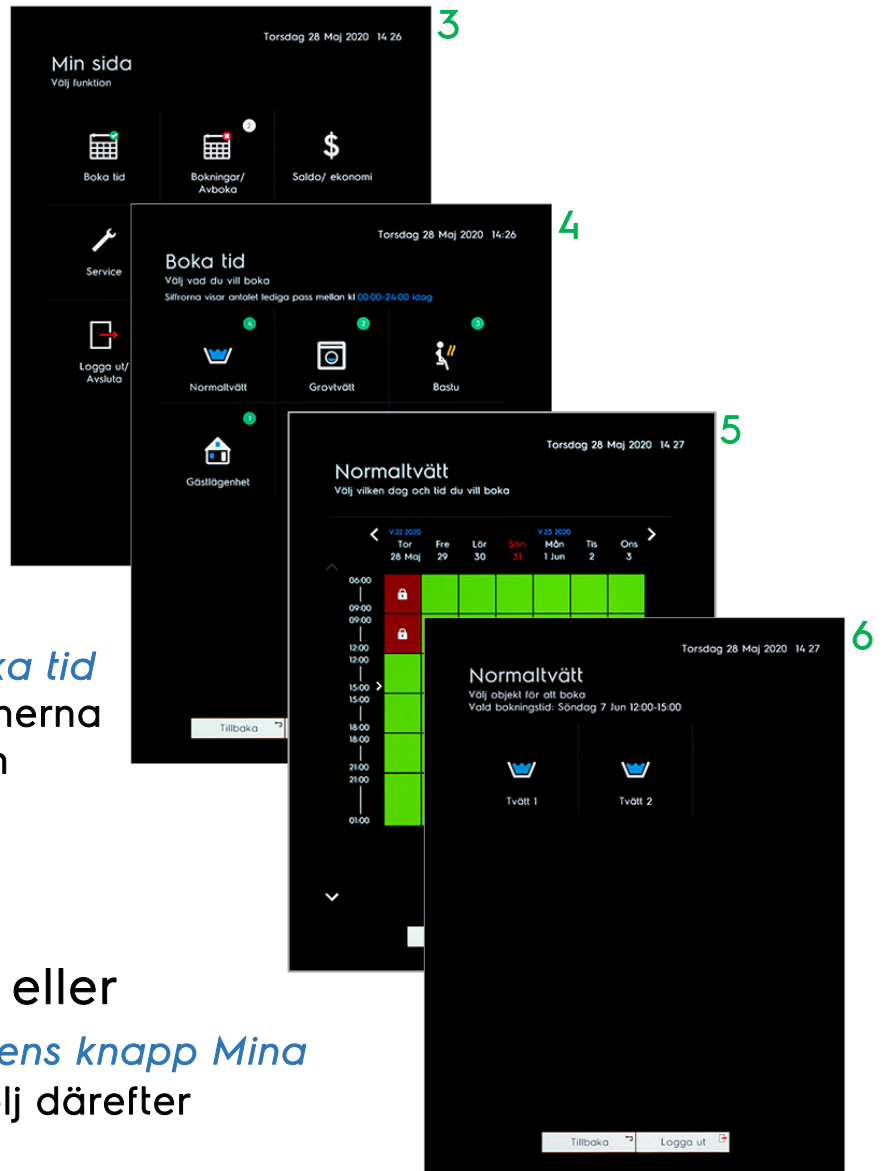 3
Torsdag 28 Maj 2020 14 26
Min sida
Välj funktion
2
Boka tid
Bokningar/
Avboka
$
Saldo/ ekonomi
Service
Logga ut/
Avsluta
4
Torsdag 28 Maj 2020 14:26
Boka tid
Välj vad du vill boka
Siffrorna visar antalet lediga pass mellan kl 00:00-24:00 idag
4
2
3
Normaltvätt
Grovtvätt
Bastu
1
Gästlägenhet
Tillbaka
5
Torsdag 28 Maj 2020 14 27
Normaltvätt
Välj vilken dag och tid du vill boka
V.22 2020 V.23 2020
Tor Fre Lör Sön Mån Tis Ons
28 Maj 29 30 31 1 Jun 2 3
06:00
09:00
09:00
12:00
12:00
15:00
15:00
18:00
18:00
21:00
21:00
01:00
6
Torsdag 28 Maj 2020 14 27
Normaltvätt
Välj objekt för att boka
Vald bokningstid: Söndag 7 Jun 12:00-15:00
Tvätt 1
Tvätt 2
Tillbaka
Logga ut
ka tid
nerna
eller
ens knapp Mina
lj därefter